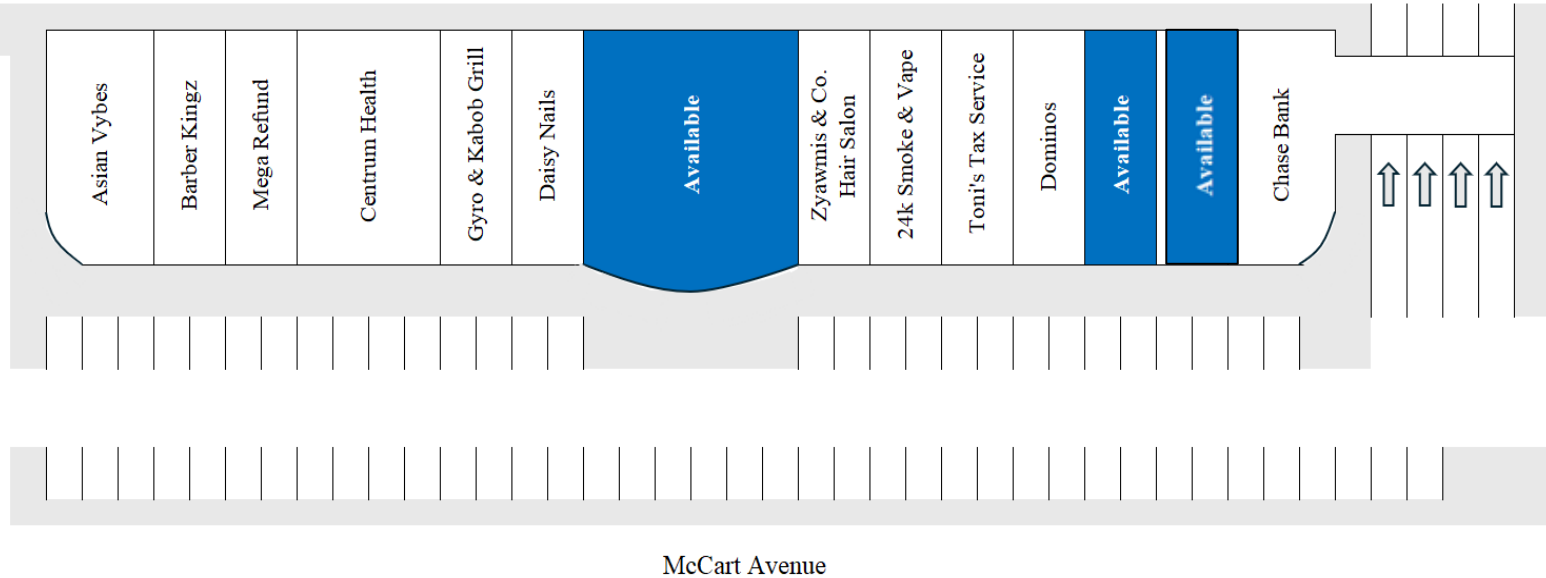 Asian Vybes
Barber Kingz
Mega Refund
Centrum Health
Gyro & Kabob Grill
Daisy Nails
Available
Zyawmis & Co.
Hair Salon
24k Smoke & Vape
Toni's Tax Service
Dominos
Available
Available
Chase Bank
McCart Avenue